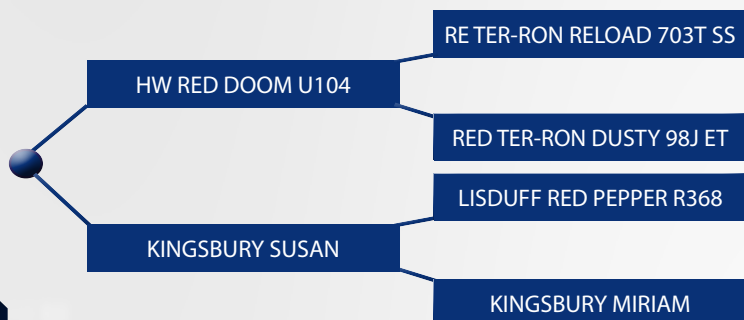 RE TER-RON RELOAD 703T SS
HW RED DOOM U104
RED TER-RON DUSTY 98J ET
LISDUFF RED PEPPER R368
KINGSBURY SUSAN
KINGSBURY MIRIAM